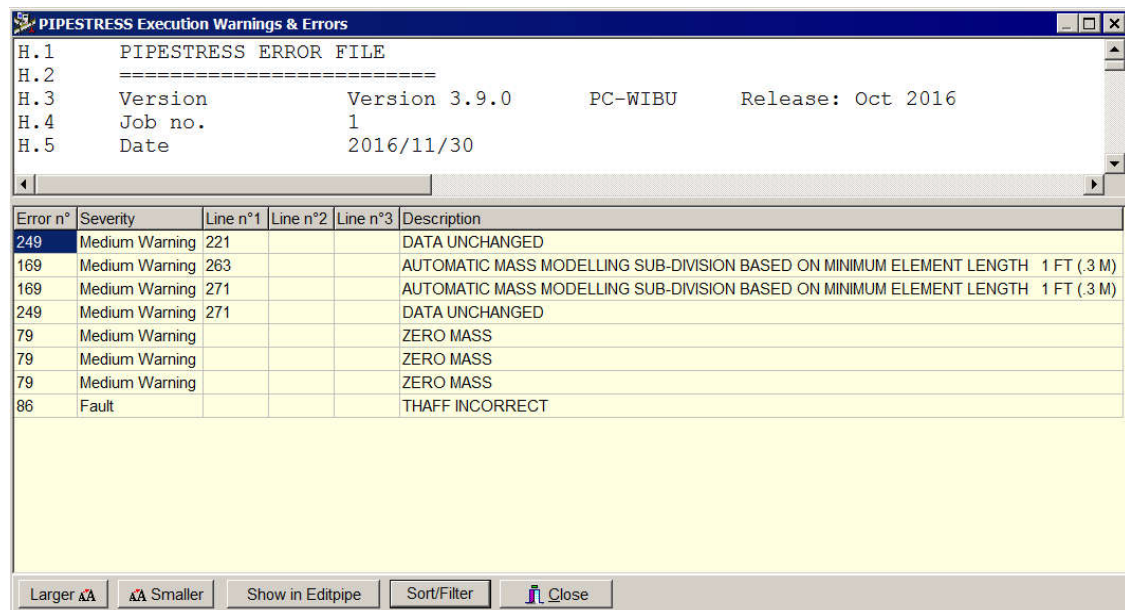 PIPESTRESS Execution Warnings & Errors
H.1 PIPESTRESS ERROR FILE
H.2 =========================
H.3 Version Version 3.9.0 PC-WIBU Release: Oct 2016
H.4 Job no. 1
H.5 Date 2016/11/30
Error n° Severity Line n°1 Line n°2 Line n°3 Description
249 Medium Warning 221 DATA UNCHANGED
169 Medium Warning 263 AUTOMATIC MASS MODELLING SUB-DIVISION BASED ON MINIMUM ELEMENT LENGTH 1 FT (.3 M)
169 Medium Warning 271 AUTOMATIC MASS MODELLING SUB-DIVISION BASED ON MINIMUM ELEMENT LENGTH 1 FT (.3 M)
249 Medium Warning 271 DATA UNCHANGED
79 Medium Warning ZERO MASS
79 Medium Warning ZERO MASS
79 Medium Warning ZERO MASS
86 Fault THAFF INCORRECT
Larger AA AA Smaller Show in Editpipe Sort/Filter Close